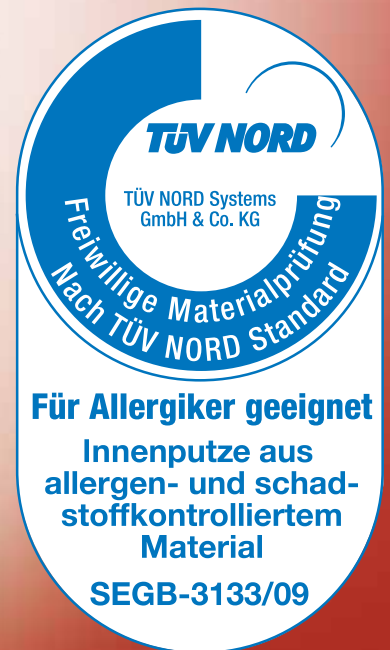 TÜV NORD
TÜV NORD Systems
GmbH & Co. KG
Freiwillige Materialprüfung
Nach TÜV NORD Standard
Für Allergiker geeignet
Innenputze aus
allergen- und schad-
stoffkontrolliertem
Material
SEGB-3133/09